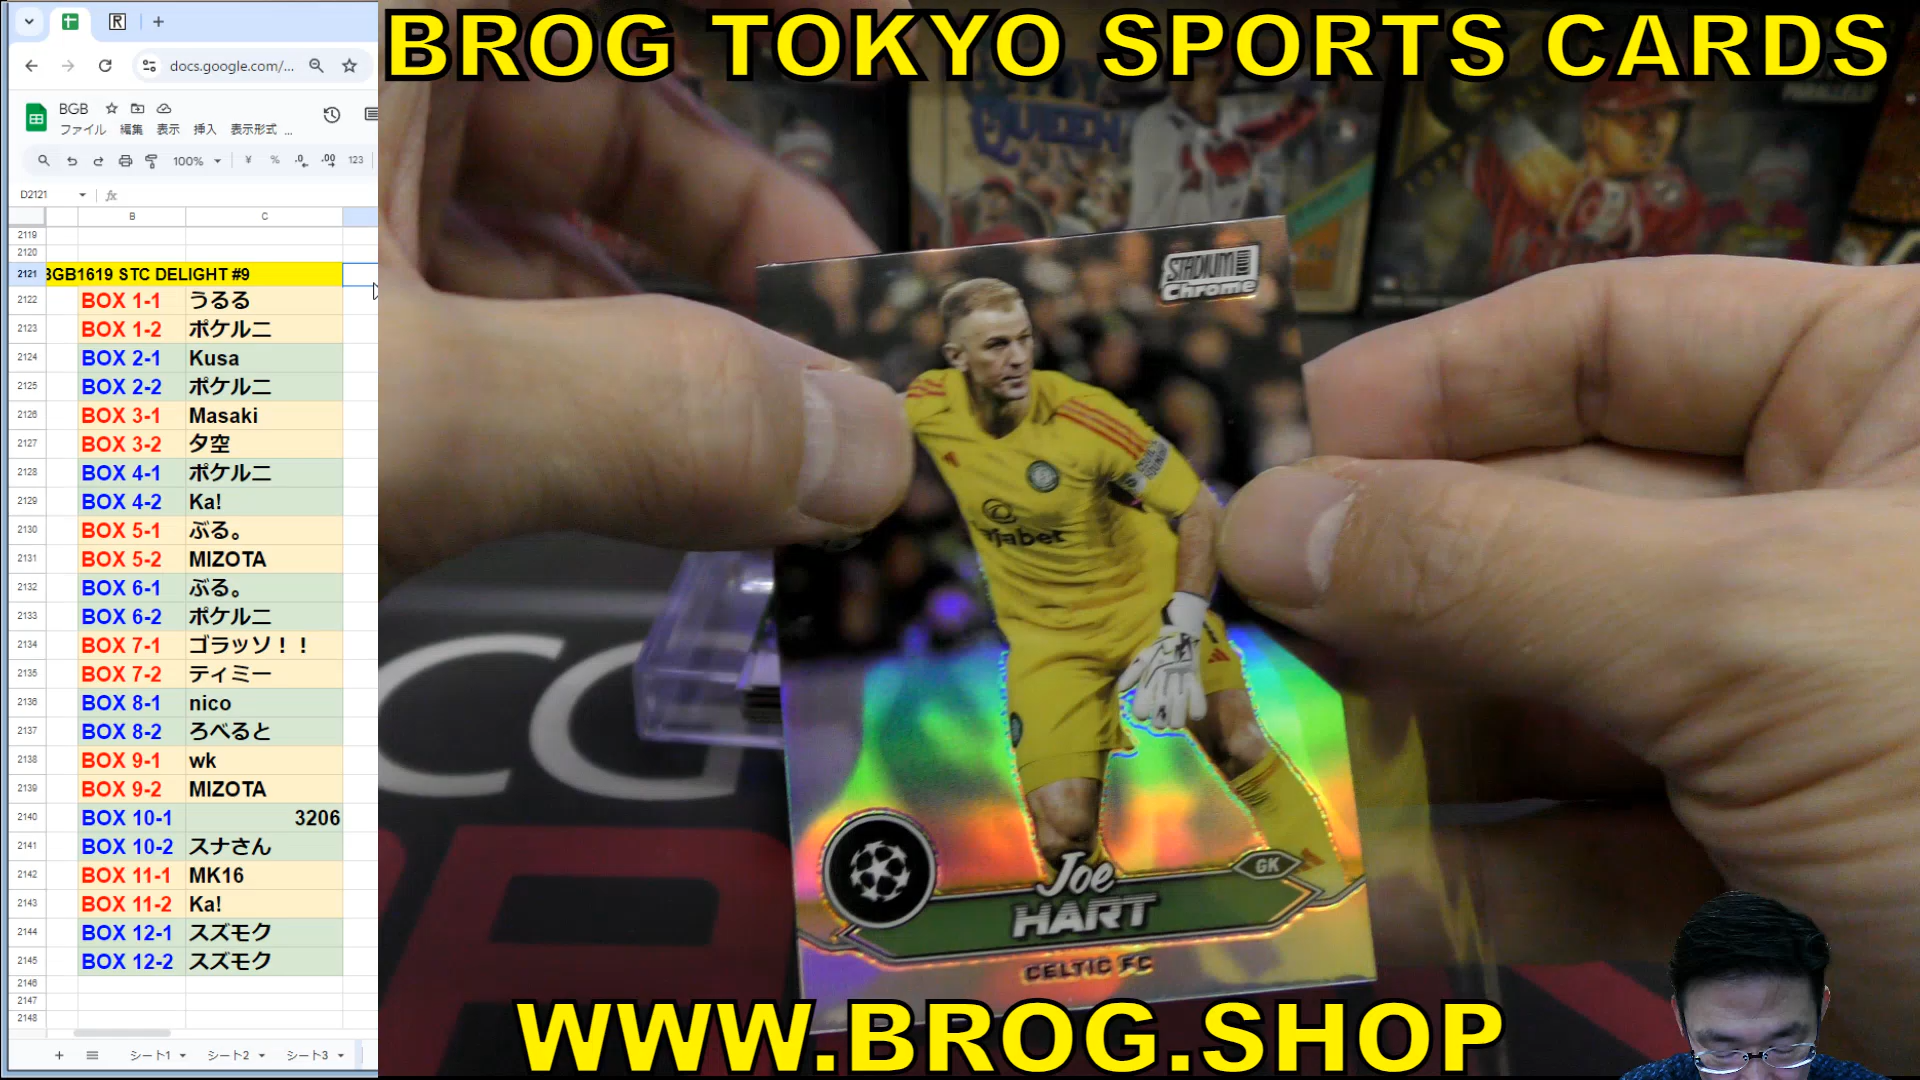 BROG TOKYO SPORTS CARDS
docs.google.com/...
BGB
ファイル 編集 表示 挿入 表示形式 ...
100% ¥ % .0 .00 123
D2121 fx
B C
2119
2120
2121 BGB1619 STC DELIGHT #9
2122 BOX 1-1 うるる
2123 BOX 1-2 ポケルニ
2124 BOX 2-1 Kusa
2125 BOX 2-2 ポケルニ
2126 BOX 3-1 Masaki
2127 BOX 3-2 夕空
2128 BOX 4-1 ポケルニ
2129 BOX 4-2 Ka!
2130 BOX 5-1 ぶる。
2131 BOX 5-2 MIZOTA
2132 BOX 6-1 ぶる。
2133 BOX 6-2 ポケルニ
2134 BOX 7-1 ゴラッソ！！
2135 BOX 7-2 ティミー
2136 BOX 8-1 nico
2137 BOX 8-2 ろべると
2138 BOX 9-1 wk
2139 BOX 9-2 MIZOTA
2140 BOX 10-1 3206
2141 BOX 10-2 スナさん
2142 BOX 11-1 MK16
2143 BOX 11-2 Ka!
2144 BOX 12-1 スズモク
2145 BOX 12-2 スズモク
2146
2147
2148
シート1 シート2 シート3
QUEEN
STADIUM
Chrome
GK
Joe
HART
CELTIC FC
WWW.BROG.SHOP